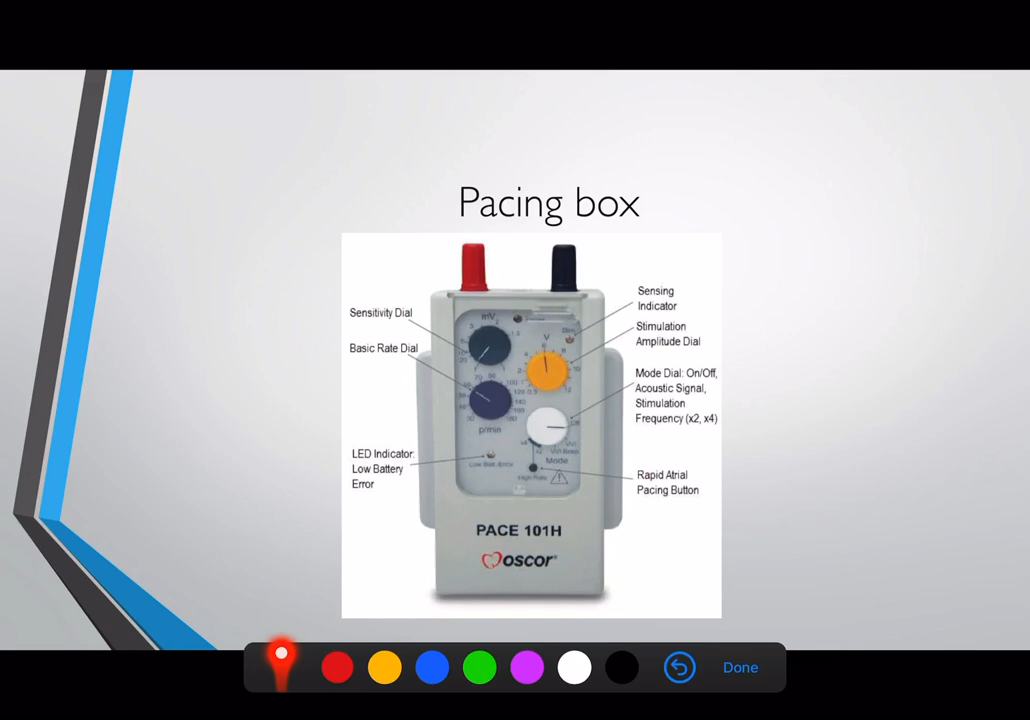 Pacing box
Sensitivity Dial
Basic Rate Dial
LED Indicator:
Low Battery
Error
Sensing
Indicator
Stimulation
Amplitude Dial
Mode Dial: On/Off,
Acoustic Signal,
Stimulation
Frequency (x2, x4)
Rapid Atrial
Pacing Button
mV
V
p/min
Mode
High Rate
PACE 101H
oscor
Done